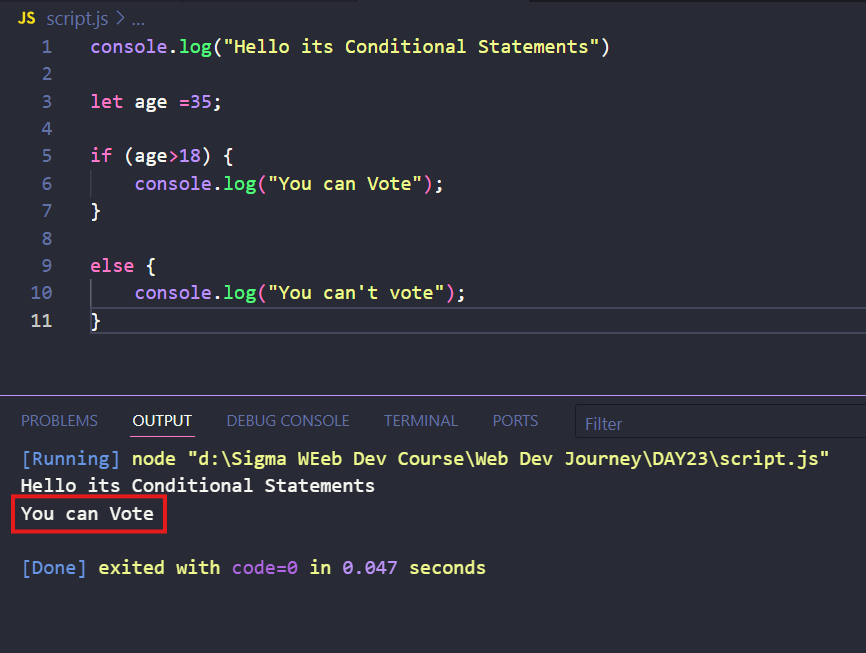 JS script.js > ...
1 console.log("Hello its Conditional Statements")
2
3 let age =35;
4
5 if (age>18) {
6     console.log("You can Vote");
7 }
8
9 else {
10     console.log("You can't vote");
11 }
PROBLEMS OUTPUT DEBUG CONSOLE TERMINAL PORTS Filter
[Running] node "d:\Sigma WEeb Dev Course\Web Dev Journey\DAY23\script.js"
Hello its Conditional Statements
You can Vote
[Done] exited with code=0 in 0.047 seconds